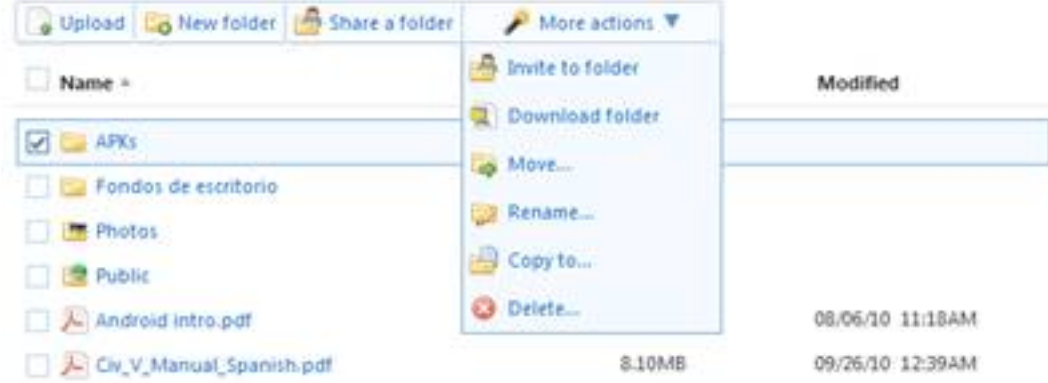 Upload New folder Share a folder More actions
Invite to folder
Name Modified
Download folder
APKs
Move...
Fondos de escritorio
Rename...
Photos
Copy to...
Public
Delete...
Android intro.pdf 08/06/10 11:18AM
Civ_V_Manual_Spanish.pdf 8.10MB 09/26/10 12:39AM